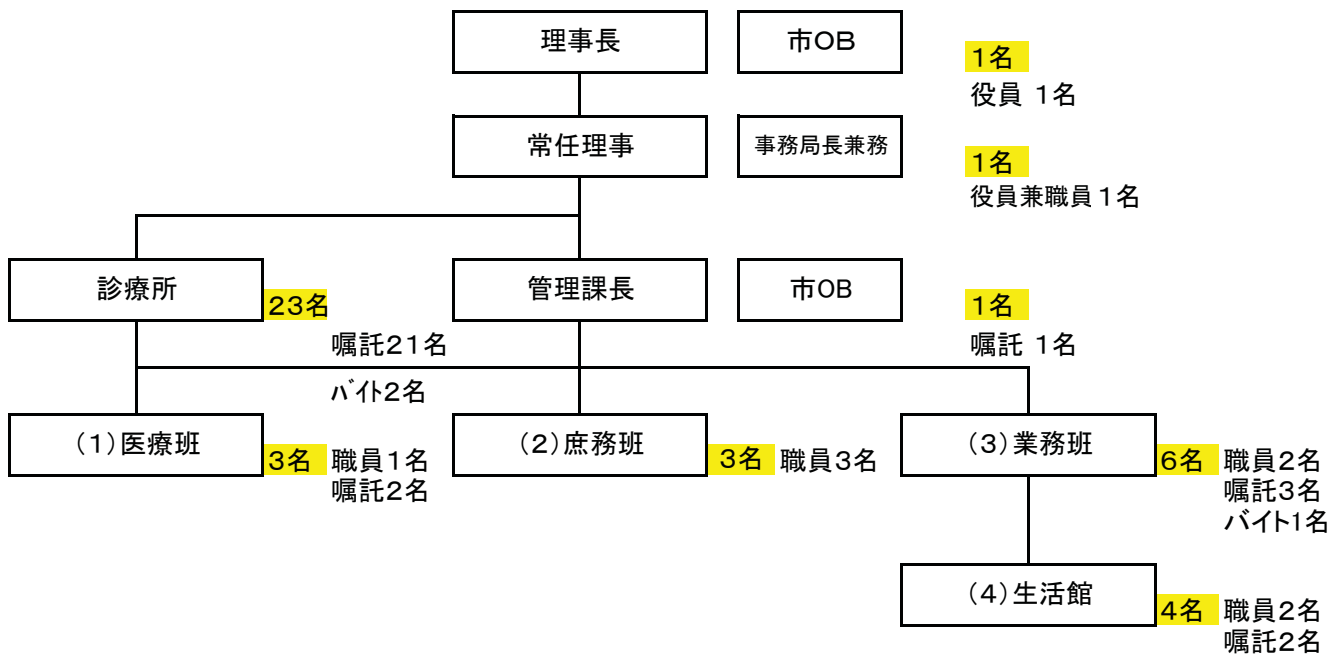 理事長
市OB
1名
役員 1名
常任理事
事務局長兼務
1名
役員兼職員1名
診療所
23名
嘱託21名
バイト2名
管理課長
市OB
1名
嘱託 1名
(1)医療班
3名 職員1名
嘱託2名
(2)庶務班
3名 職員3名
(3)業務班
6名 職員2名
嘱託3名
バイト1名
(4)生活館
4名 職員2名
嘱託2名